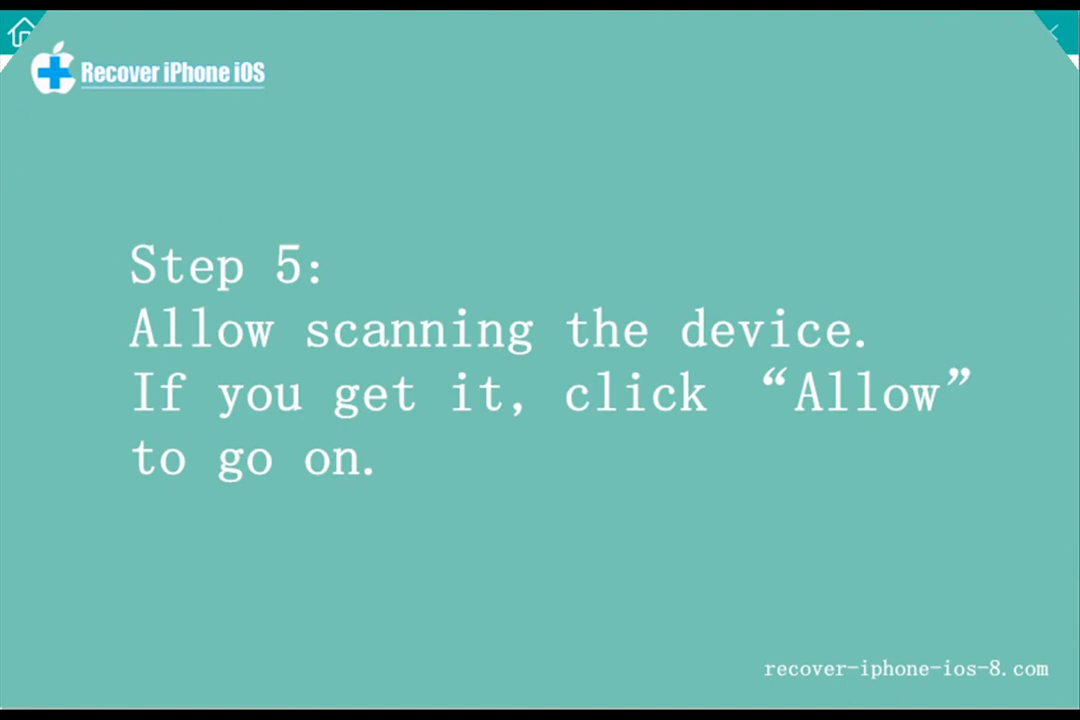 Recover iPhone iOS
Step 5:
Allow scanning the device.
If you get it, click “Allow”
to go on.
recover-iphone-ios-8.com